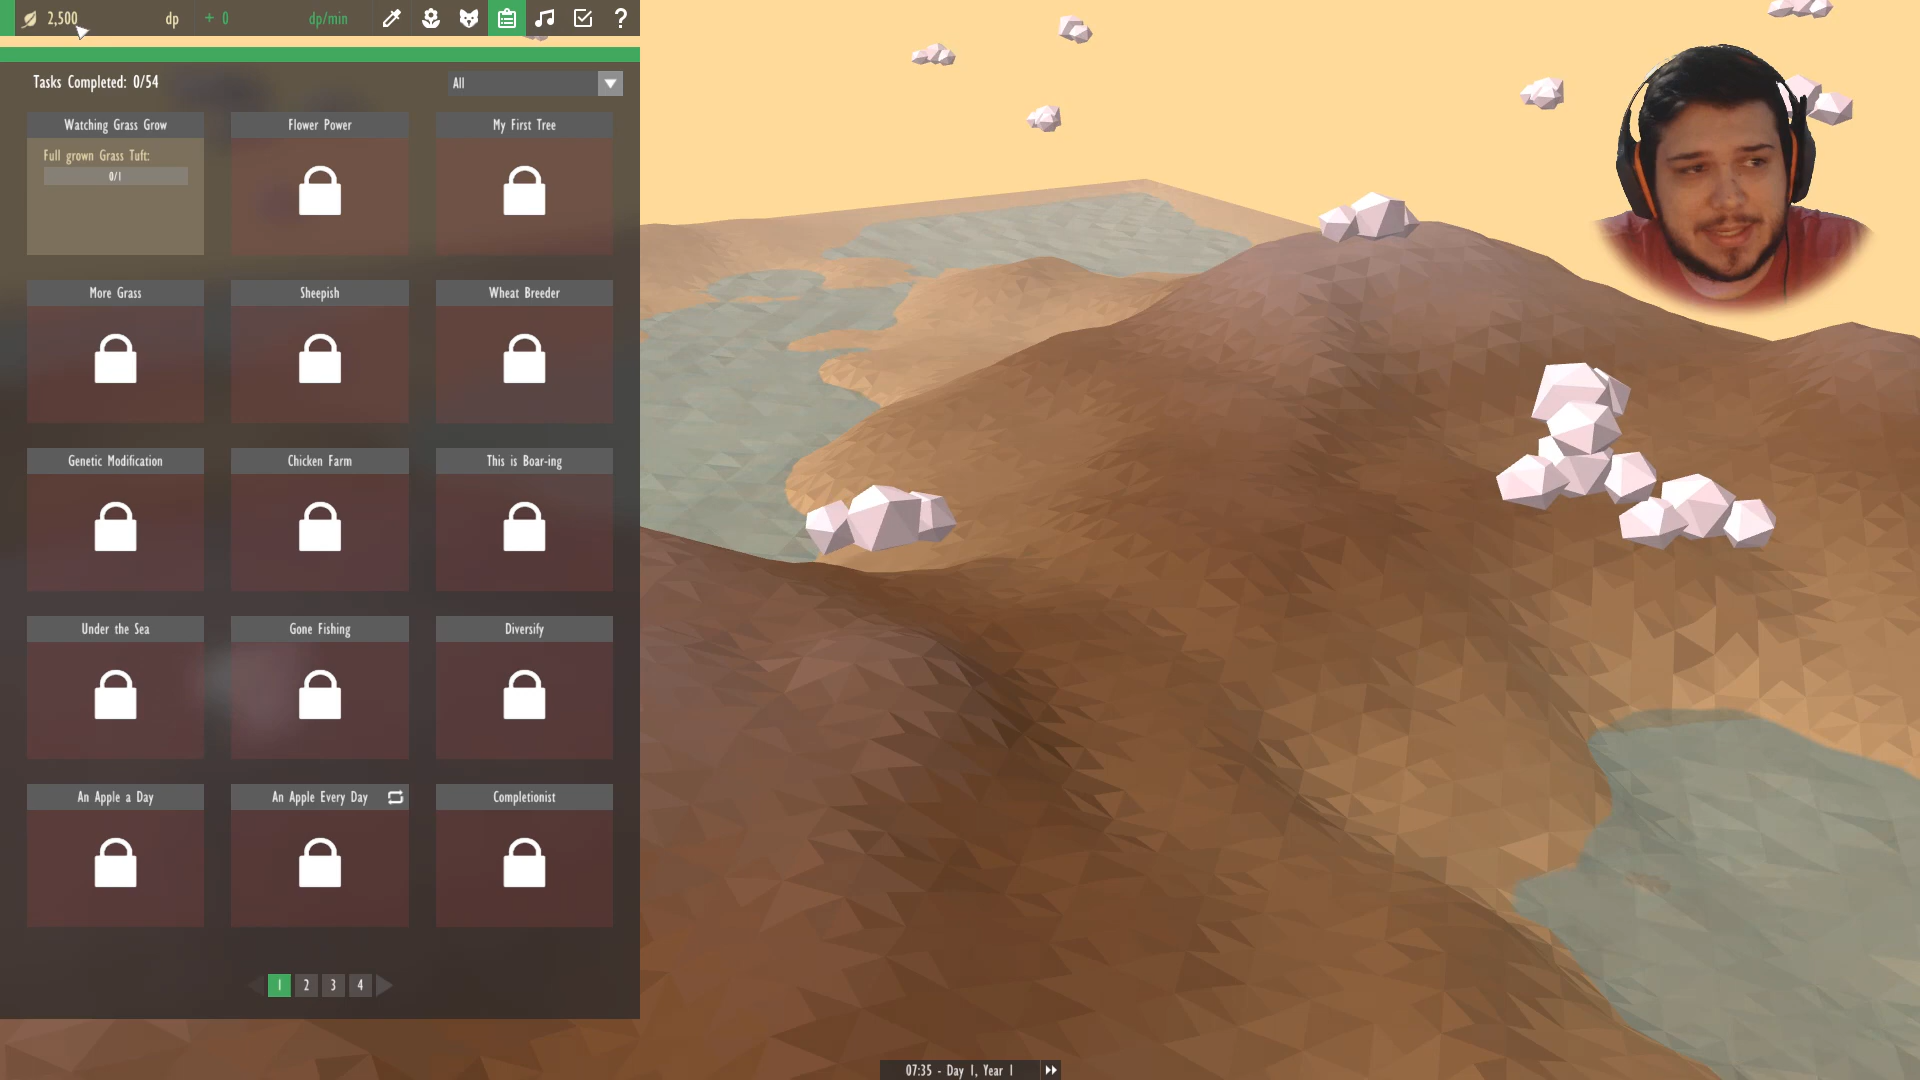 2,500 dp + 0 dp/min ?
Tasks Completed: 0/54
All
Watching Grass Grow
Full grown Grass Tuft:
0/1
Flower Power
My First Tree
More Grass
Sheepish
Wheat Breeder
Genetic Modification
Chicken Farm
This is Boar-ing
Under the Sea
Gone Fishing
Diversify
An Apple a Day
An Apple Every Day
Completionist
1 2 3 4
07:35 - Day 1, Year 1